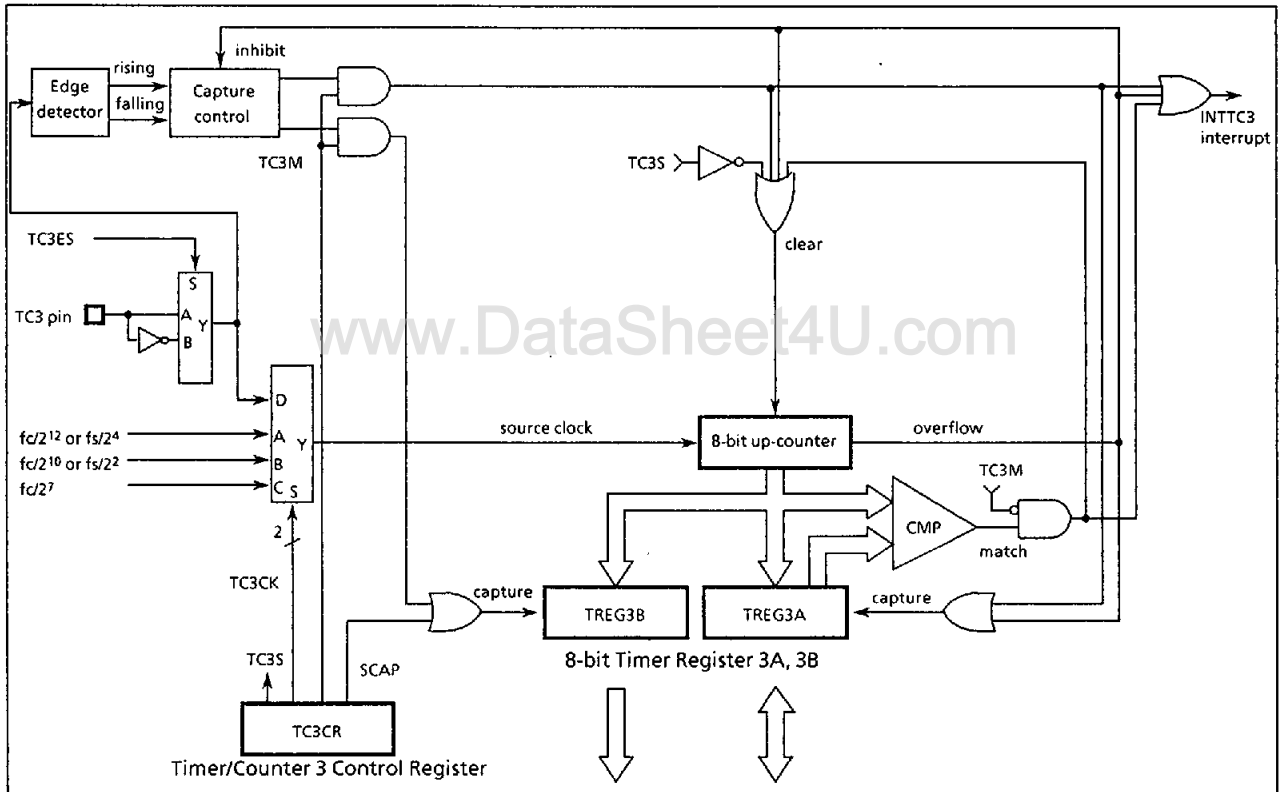 inhibit
rising
Edge
detector
falling
Capture
control
TC3M
INTTC3
interrupt
TC3S
clear
TC3ES
S
TC3 pin
A
Y
B
www.DataSheet4U.com
D
fc/2¹² or fs/2⁴
A
Y
source clock
8-bit up-counter
overflow
fc/2¹⁰ or fs/2²
B
fc/2⁷
C
S
TC3M
2
CMP
match
TC3CK
capture
TREG3B
TREG3A
capture
TC3S
SCAP
8-bit Timer Register 3A, 3B
TC3CR
Timer/Counter 3 Control Register